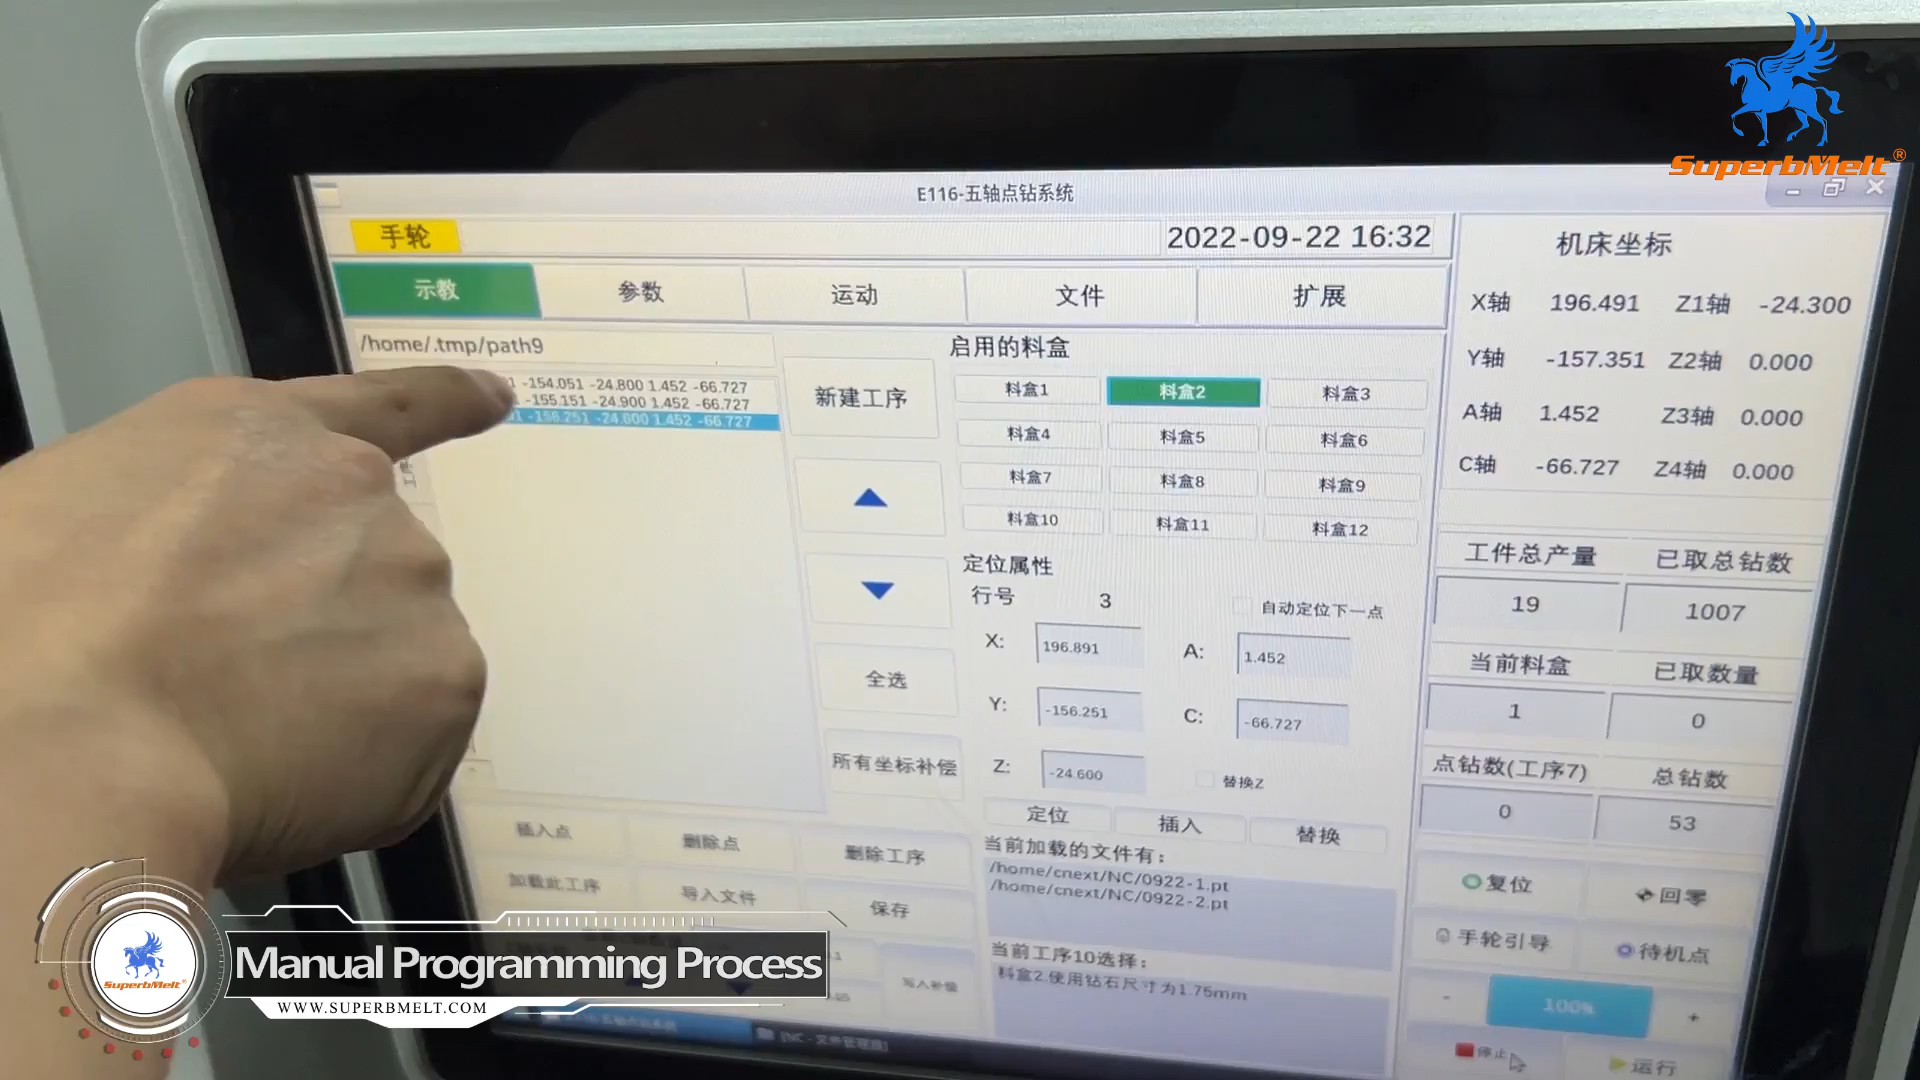 SuperbMelt®
E116-五轴点钻系统
手轮
2022-09-22 16:32
示教
参数
运动
文件
扩展
/home/.tmp/path9
-154.051 -24.800 1.452 -66.727
-155.151 -24.900 1.452 -66.727
-156.251 -24.600 1.452 -66.727
新建工序
全选
所有坐标补偿
启用的料盒
料盒1 料盒2 料盒3
料盒4 料盒5 料盒6
料盒7 料盒8 料盒9
料盒10 料盒11 料盒12
定位属性
行号 3 自动定位下一点
X: 196.891 A: 1.452
Y: -156.251 C: -66.727
Z: -24.600 替换Z
定位 插入 替换
当前加载的文件有：
/home/cnext/NC/0922-1.pt
/home/cnext/NC/0922-2.pt
当前工序10选择：
料盒2.使用钻石尺寸为1.75mm
机床坐标
X轴 196.491 Z1轴 -24.300
Y轴 -157.351 Z2轴 0.000
A轴 1.452 Z3轴 0.000
C轴 -66.727 Z4轴 0.000
工件总产量 已取总钻数
19 1007
当前料盒 已取数量
1 0
点钻数(工序7) 总钻数
0 53
复位 回零
手轮引导 待机点
- 100% +
停止 运行
插入点 删除点 删除工序
加载此工序 导入文件 保存
写入补偿
Manual Programming Process
WWW.SUPERBMELT.COM
SuperbMelt®